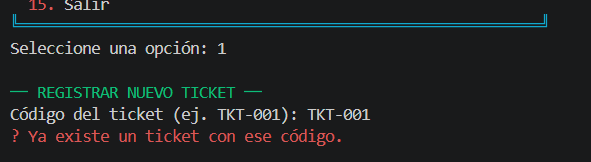 15. Salir
Seleccione una opción: 1
── REGISTRAR NUEVO TICKET ──
Código del ticket (ej. TKT-001): TKT-001
? Ya existe un ticket con ese código.